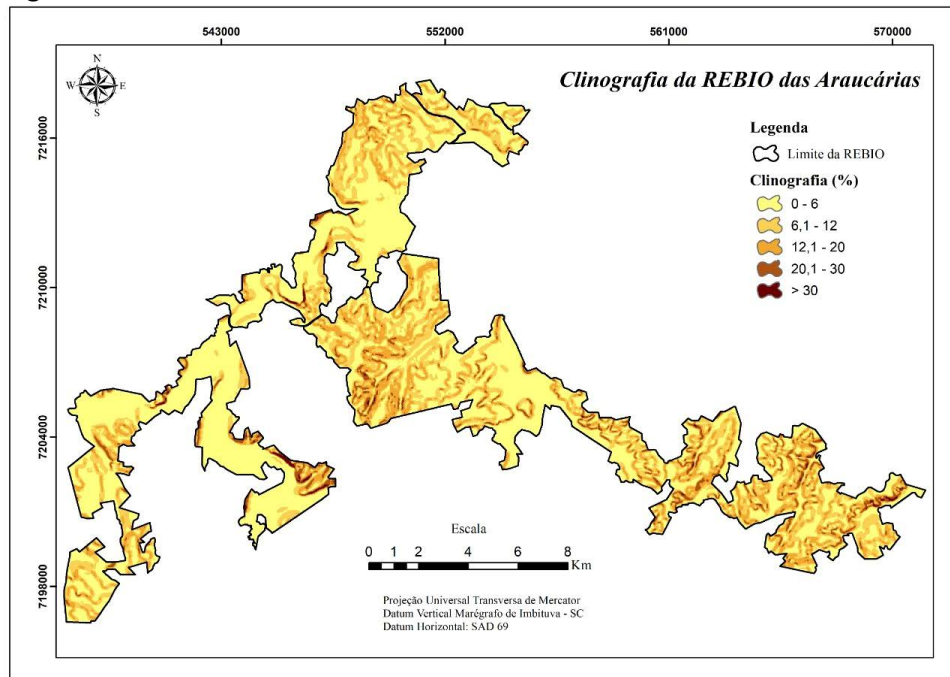 543000 552000 561000 570000
N
W E
S
Clinografia da REBIO das Araucárias
7216000
7210000
7204000
7198000
Legenda
Limite da REBIO
Clinografia (%)
0 - 6
6,1 - 12
12,1 - 20
20,1 - 30
> 30
Escala
0 1 2 4 6 8
Km
Projeção Universal Transversa de Mercator
Datum Vertical Marégrafo de Imbituva - SC
Datum Horizontal: SAD 69